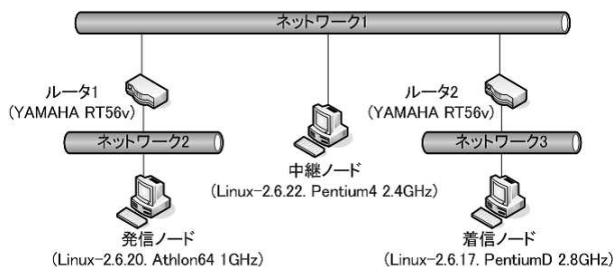 ネットワーク1
ルータ1
(YAMAHA RT56v)
ルータ2
(YAMAHA RT56v)
ネットワーク2
ネットワーク3
中継ノード
(Linux-2.6.22. Pentium4 2.4GHz)
発信ノード
(Linux-2.6.20. Athlon64 1GHz)
着信ノード
(Linux-2.6.17. PentiumD 2.8GHz)